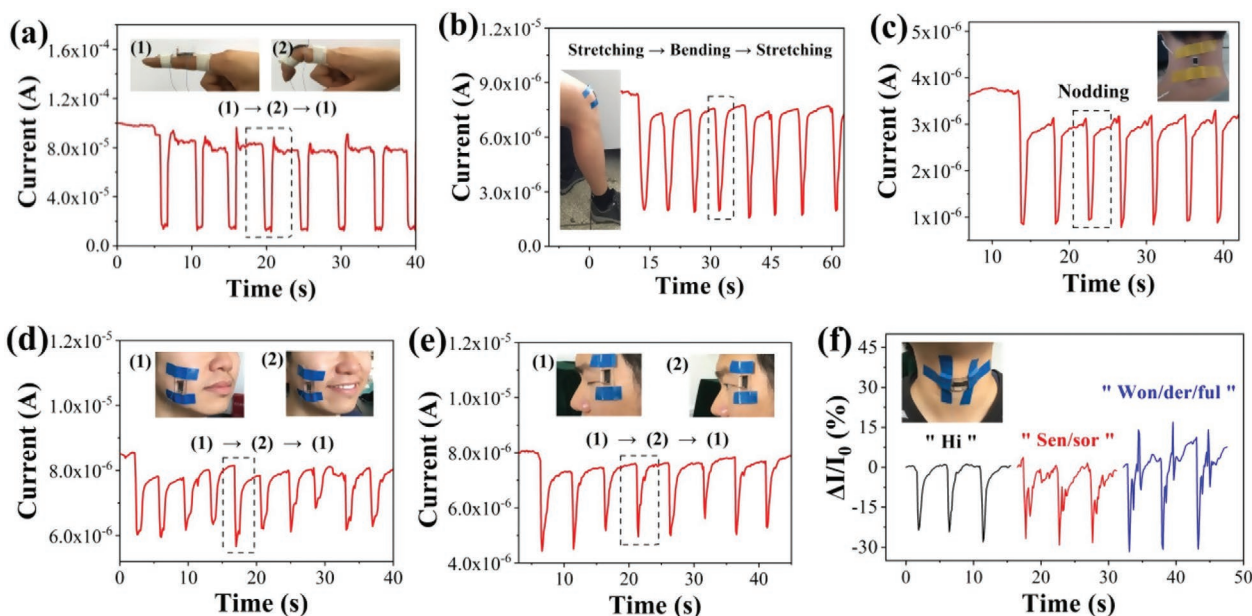 (a)
(1)
(2)
(1) → (2) → (1)
1.6x10⁻⁴
1.2x10⁻⁴
8.0x10⁻⁵
4.0x10⁻⁵
0.0
Current (A)
0 10 20 30 40
Time (s)
(b)
Stretching → Bending → Stretching
1.2x10⁻⁵
9.0x10⁻⁶
6.0x10⁻⁶
3.0x10⁻⁶
0.0
Current (A)
0 15 30 45 60
Time (s)
(c)
Nodding
5x10⁻⁶
4x10⁻⁶
3x10⁻⁶
2x10⁻⁶
1x10⁻⁶
Current (A)
10 20 30 40
Time (s)
(d)
(1)
(2)
(1) → (2) → (1)
1.2x10⁻⁵
1.0x10⁻⁵
8.0x10⁻⁶
6.0x10⁻⁶
Current (A)
0 10 20 30 40
Time (s)
(e)
(1)
(2)
(1) → (2) → (1)
1.2x10⁻⁵
1.0x10⁻⁵
8.0x10⁻⁶
6.0x10⁻⁶
4.0x10⁻⁶
Current (A)
10 20 30 40
Time (s)
(f)
" Won/der/ful "
" Hi "
" Sen/sor "
45
30
15
0
-15
-30
ΔI/I₀ (%)
0 10 20 30 40 50
Time (s)